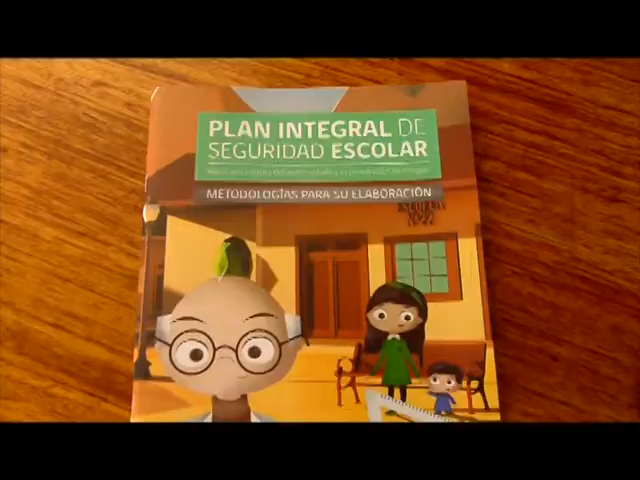 PLAN INTEGRAL DE
SEGURIDAD ESCOLAR
METODOLOGÍAS PARA SU ELABORACIÓN